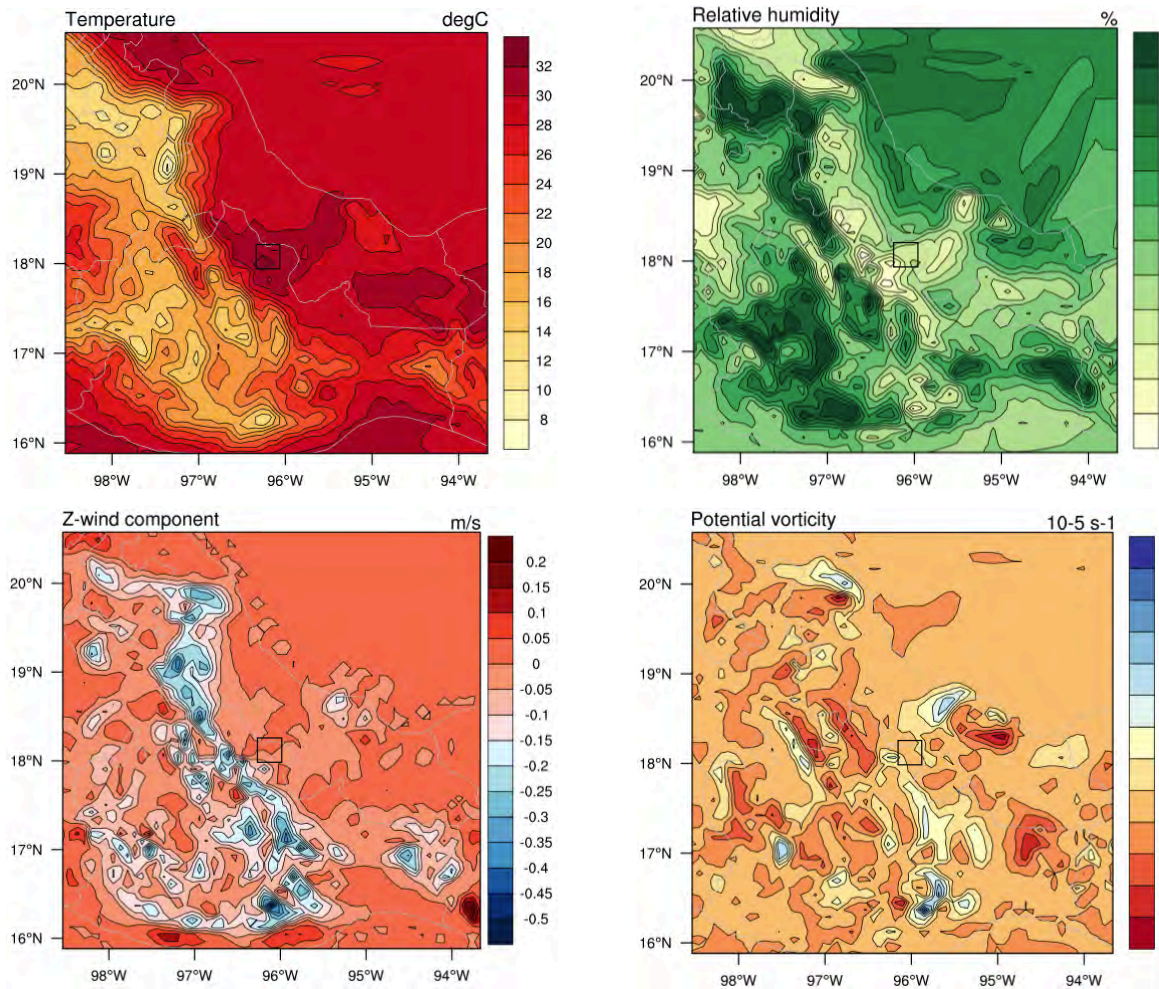 Temperature degC
20°N
19°N
18°N
17°N
16°N
98°W 97°W 96°W 95°W 94°W
32
30
28
26
24
22
20
18
16
14
12
10
8
Relative humidity %
20°N
19°N
18°N
17°N
16°N
98°W 97°W 96°W 95°W 94°W
Z-wind component m/s
20°N
19°N
18°N
17°N
16°N
98°W 97°W 96°W 95°W 94°W
0.2
0.15
0.1
0.05
0
-0.05
-0.1
-0.15
-0.2
-0.25
-0.3
-0.35
-0.4
-0.45
-0.5
Potential vorticity 10-5 s-1
20°N
19°N
18°N
17°N
16°N
98°W 97°W 96°W 95°W 94°W